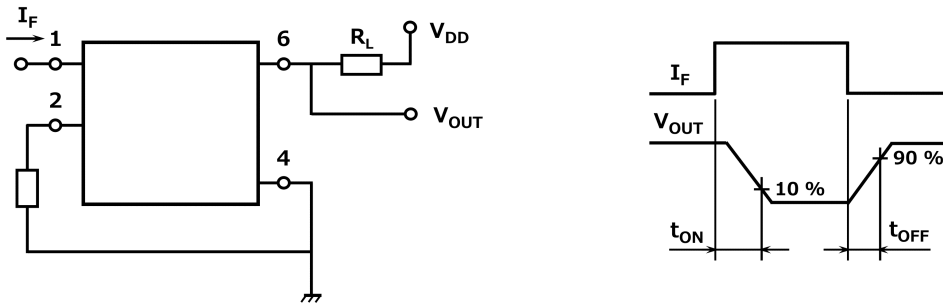 I_F
1
2
6
4
R_L
V_DD
V_OUT
I_F
V_OUT
10 %
90 %
t_ON
t_OFF